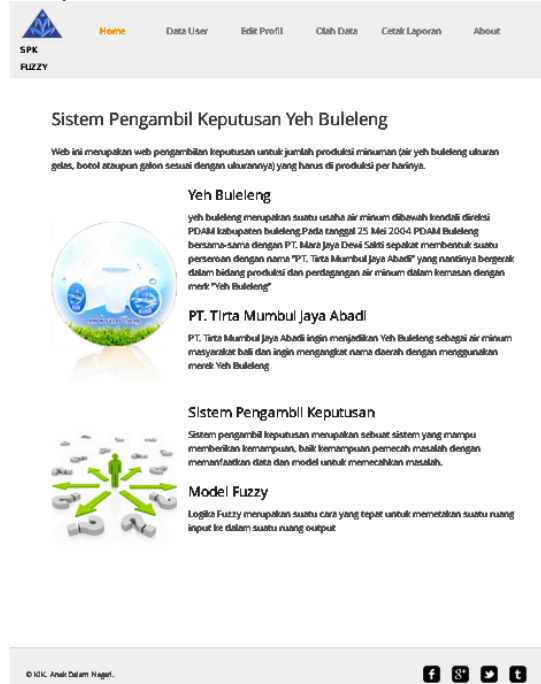 SPK
FUZZY
Home Data User Edit Profil Olah Data Cetak Laporan About
Sistem Pengambil Keputusan Yeh Buleleng
Web ini merupakan web pengambilan keputusan untuk jumlah produksi minuman (air yeh buleleng ukuran
gelas, botol ataupun galon sesuai dengan ukurannya) yang harus di produksi per harinya.
Yeh Buleleng
yeh buleleng merupakan suatu usaha air minum dibawah kendali direksi
PDAM kabupaten buleleng.Pada tanggal 25 Mei 2004 PDAM Buleleng
bersama-sama dengan PT. Mara Jaya Dewi Sakti sepakat membentuk suatu
perseroan dengan nama "PT. Tirta Mumbul Jaya Abadi" yang nantinya bergerak
dalam bidang produksi dan perdagangan air minum dalam kemasan dengan
merk "Yeh Buleleng"
PT. Tirta Mumbul Jaya Abadi
PT. Tirta Mumbul Jaya Abadi ingin menjadikan Yeh Buleleng sebagai air minum
masyarakat bali dan ingin mengangkat nama daerah dengan menggunakan
merek Yeh Buleleng
Sistem Pengambil Keputusan
Sistem pengambil keputusan merupakan sebuat sistem yang mampu
memberikan kemampuan, baik kemampuan pemecah masalah dengan
memanfaatkan data dan model untuk memecahkan masalah.
Model Fuzzy
Logika Fuzzy merupakan suatu cara yang tepat untuk memetakan suatu ruang
input ke dalam suatu ruang output
© KIK. Anak Dalam Negeri.